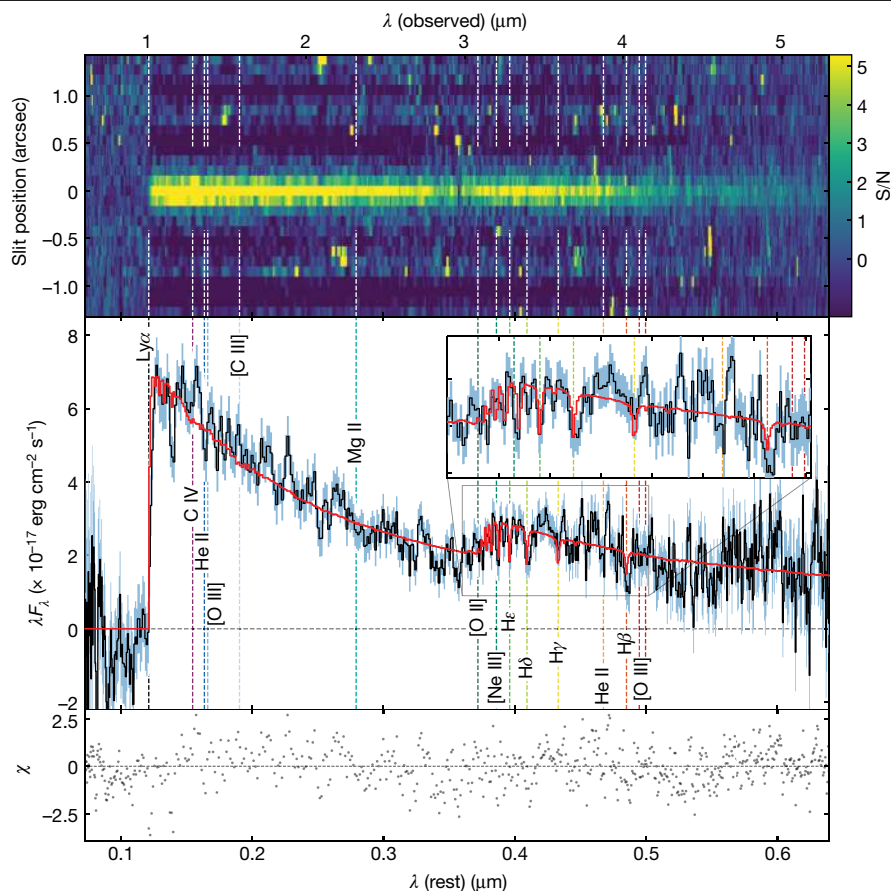 λ (observed) (μm)
1 2 3 4 5
S/N
5
4
3
2
1
0
Slit position (arcsec)
1.0
0.5
0
−0.5
−1.0
λFλ (× 10−17 erg cm−2 s−1)
8
6
4
2
0
−2
Lyα
C IV
He II
[O III]
[C III]
Mg II
[O II]
[Ne III]
Hε
Hδ
Hγ
He II
Hβ
[O III]
χ
2.5
0
−2.5
0.1 0.2 0.3 0.4 0.5 0.6
λ (rest) (μm)